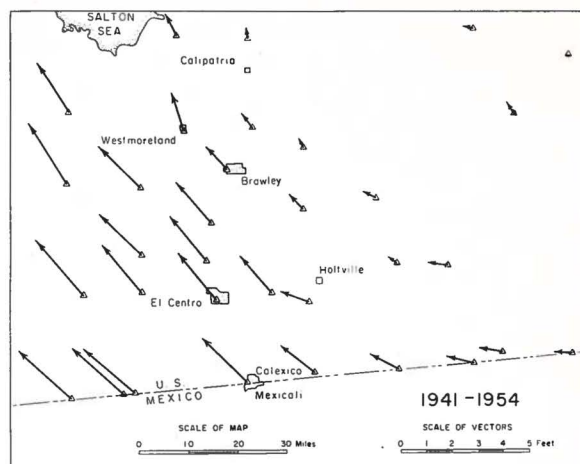 SALTON
SEA
Calipatria
Westmoreland
Brawley
Holtville
El Centro
Calexico
U.S.
MEXICO
Mexicali
1941-1954
SCALE OF MAP
0 10 20 30
Miles
SCALE OF VECTORS
0 1 2 3 4 5 Feet